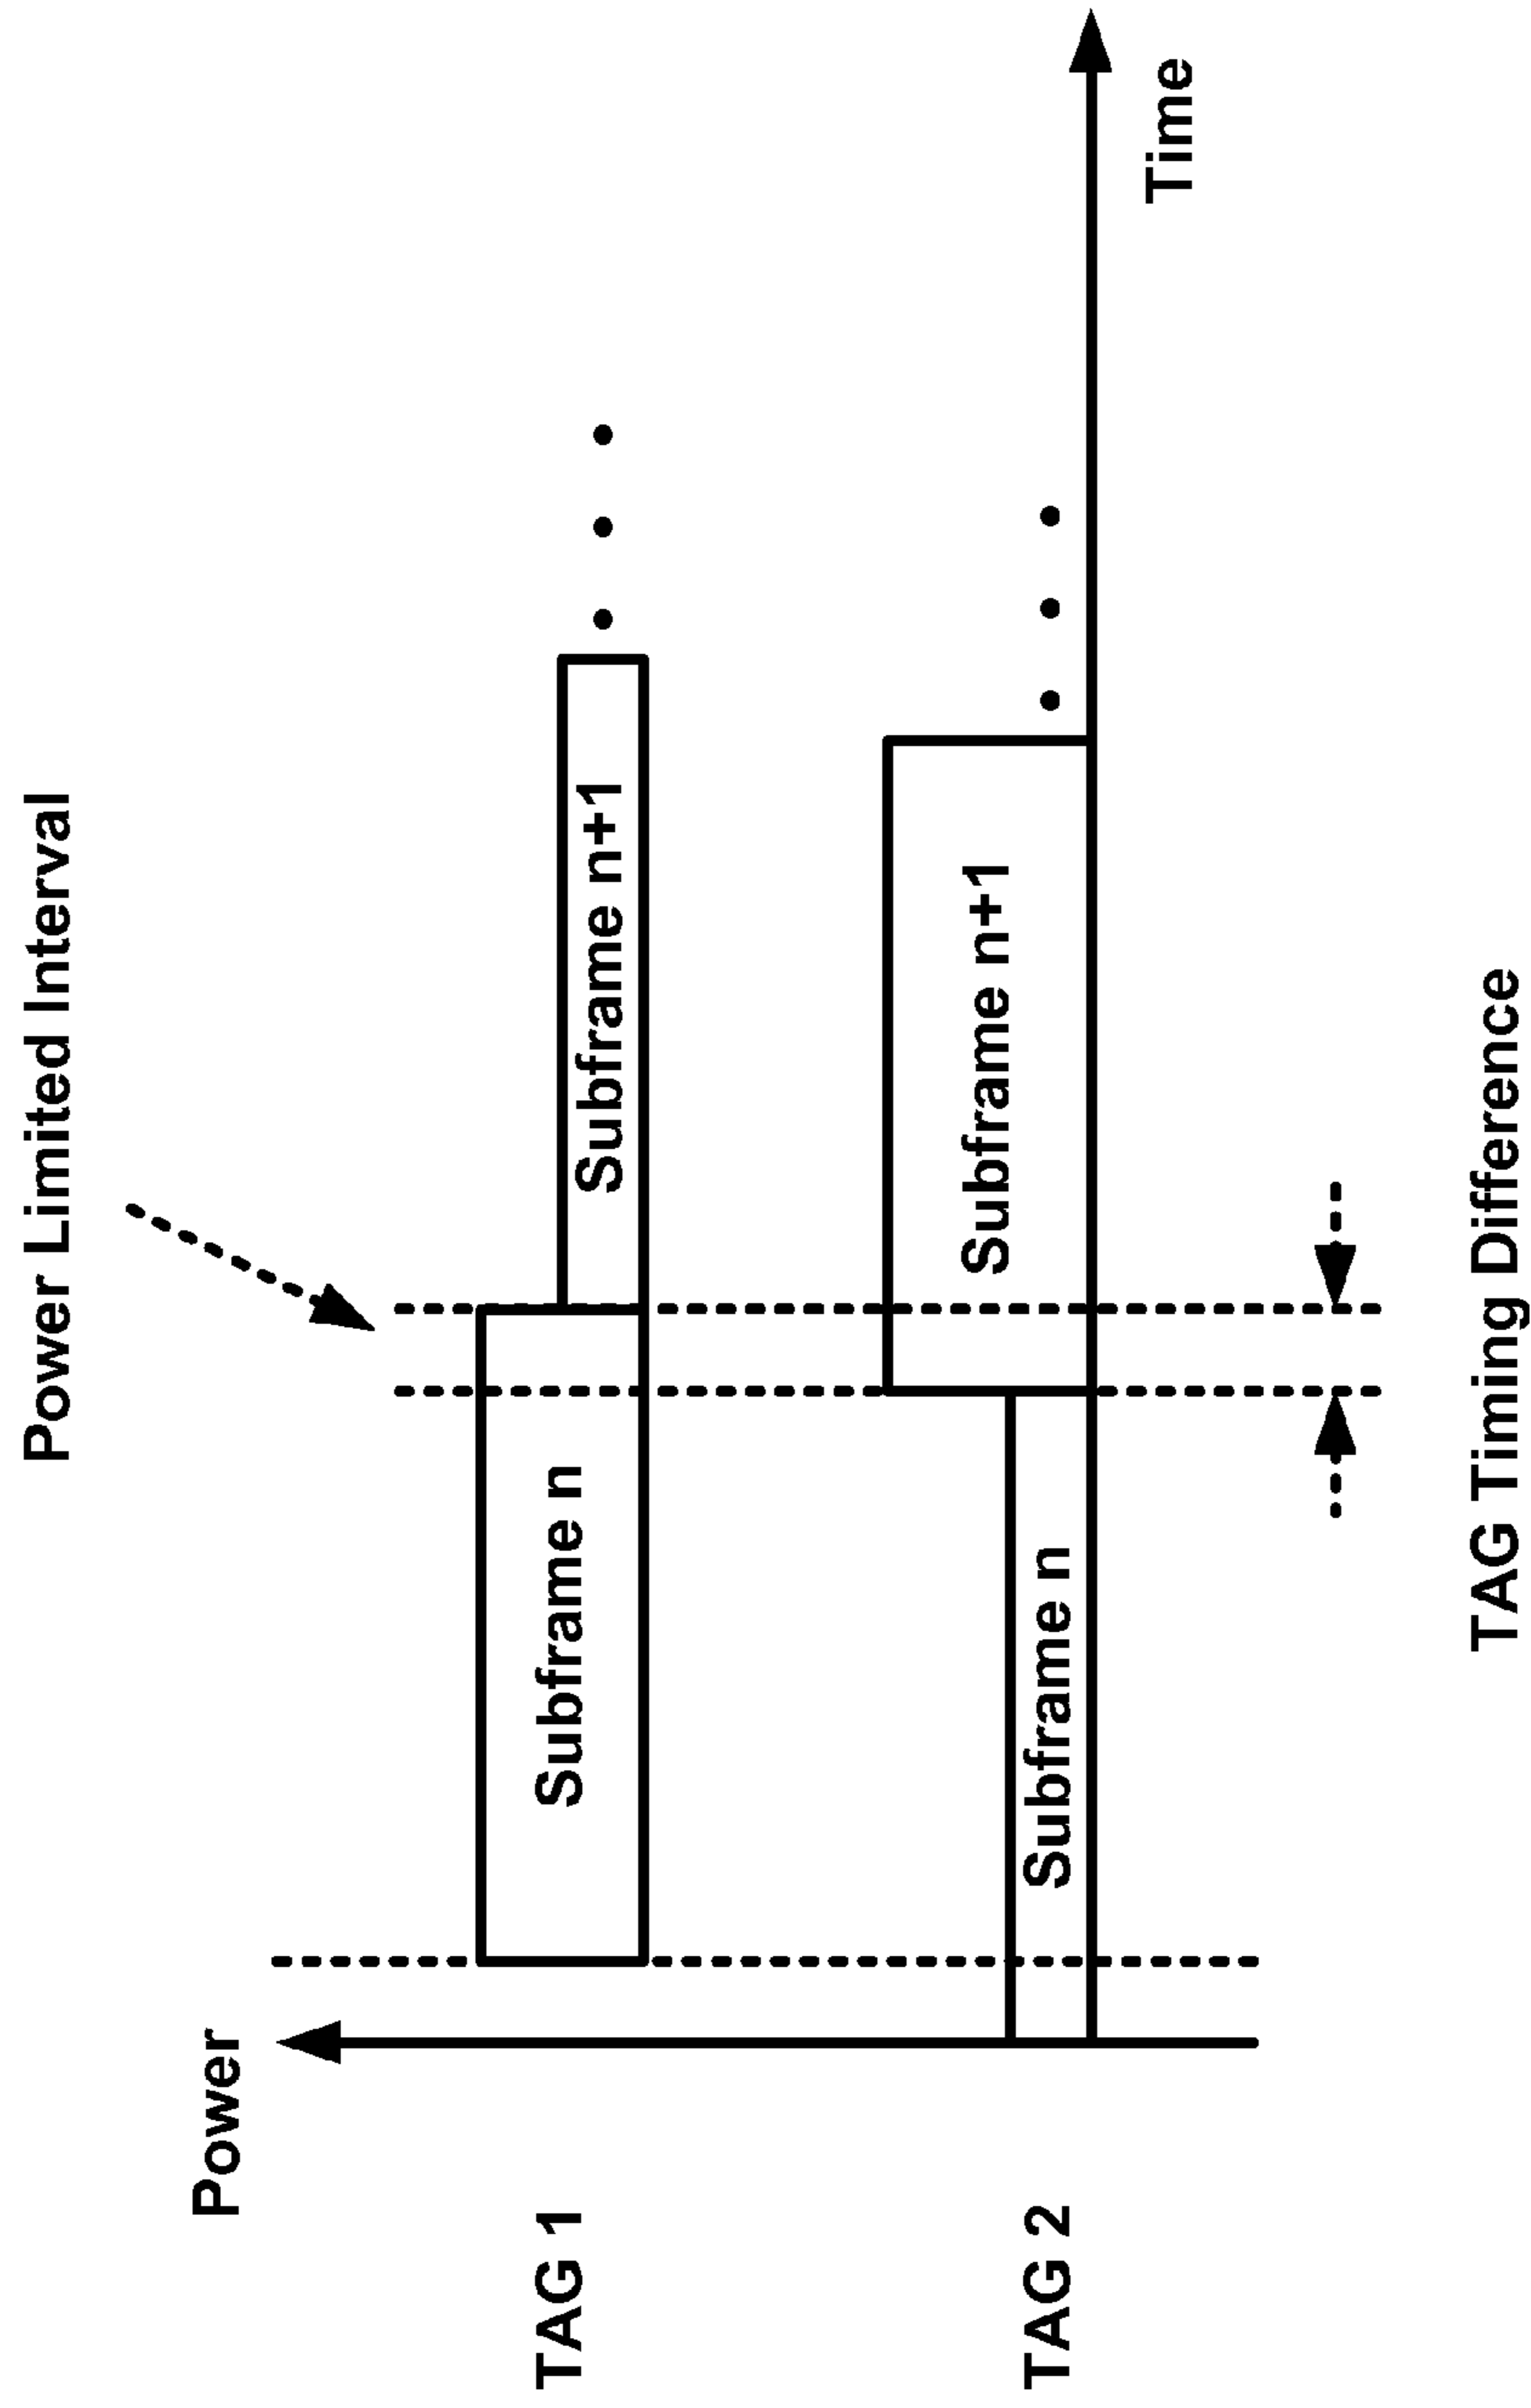 Power Limited Interval
Power
TAG 1
Subframe n
Subframe n+1
TAG 2
Subframe n
Subframe n+1
Time
TAG Timing Difference